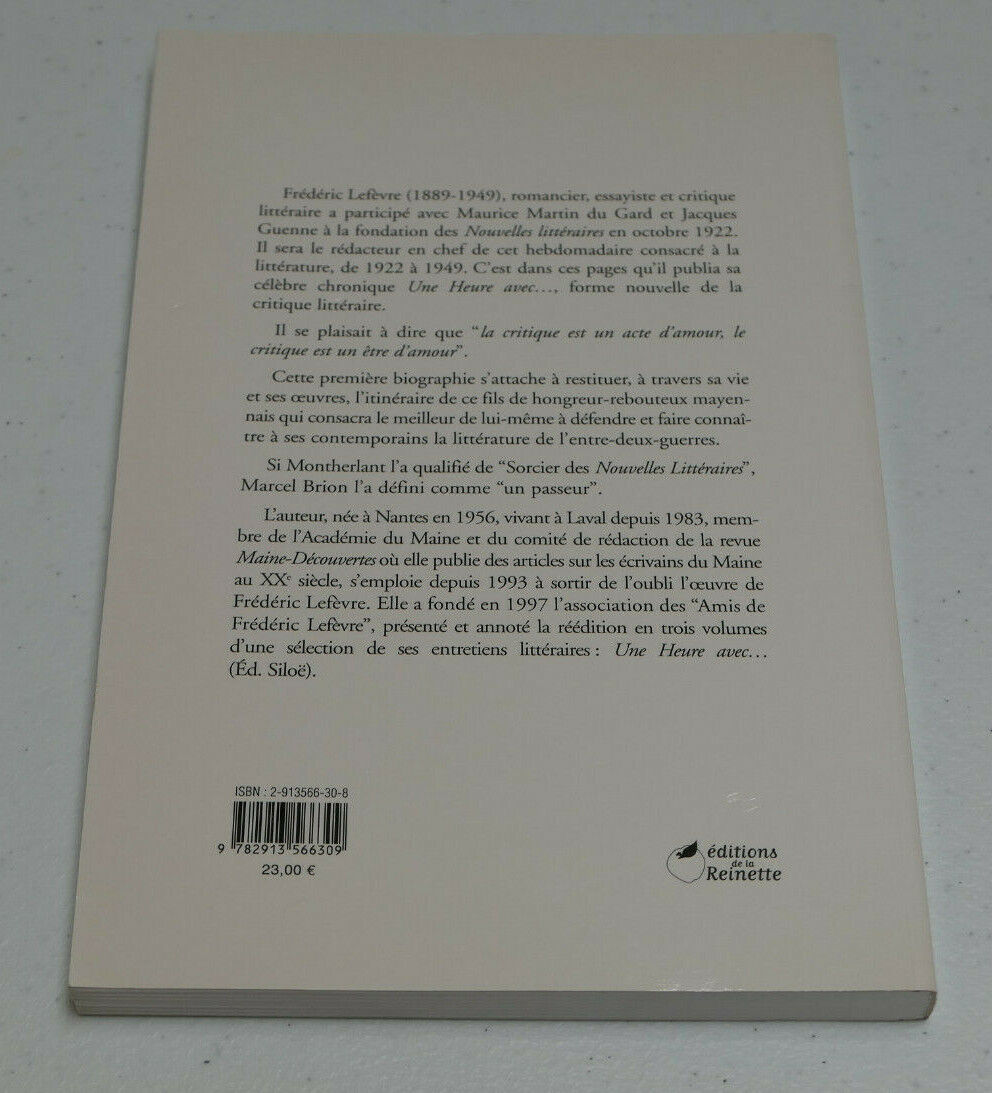 Frédéric Lefèvre (1889-1949), romancier, essayiste et critique
littéraire a participé avec Maurice Martin du Gard et Jacques
Guenne à la fondation des Nouvelles littéraires en octobre 1922.
Il sera le rédacteur en chef de cet hebdomadaire consacré à la
littérature, de 1922 à 1949. C'est dans ces pages qu'il publia sa
célèbre chronique Une Heure avec..., forme nouvelle de la
critique littéraire.
Il se plaisait à dire que “la critique est un acte d'amour, le
critique est un être d'amour”.
Cette première biographie s'attache à restituer, à travers sa vie
et ses œuvres, l'itinéraire de ce fils de hongreur-rebouteux mayen-
nais qui consacra le meilleur de lui-même à défendre et faire connaî-
tre à ses contemporains la littérature de l'entre-deux-guerres.
Si Montherlant l'a qualifié de “Sorcier des Nouvelles Littéraires”,
Marcel Brion l'a défini comme “un passeur”.
L'auteur, née à Nantes en 1956, vivant à Laval depuis 1983, mem-
bre de l'Académie du Maine et du comité de rédaction de la revue
Maine-Découvertes où elle publie des articles sur les écrivains du Maine
au XXe siècle, s'emploie depuis 1993 à sortir de l'oubli l'œuvre de
Frédéric Lefèvre. Elle a fondé en 1997 l'association des “Amis de
Frédéric Lefèvre”, présenté et annoté la réédition en trois volumes
d'une sélection de ses entretiens littéraires : Une Heure avec...
(Éd. Siloë).
ISBN : 2-913566-30-8
9 782913 566309
23,00 €
éditions
de la
Reinette